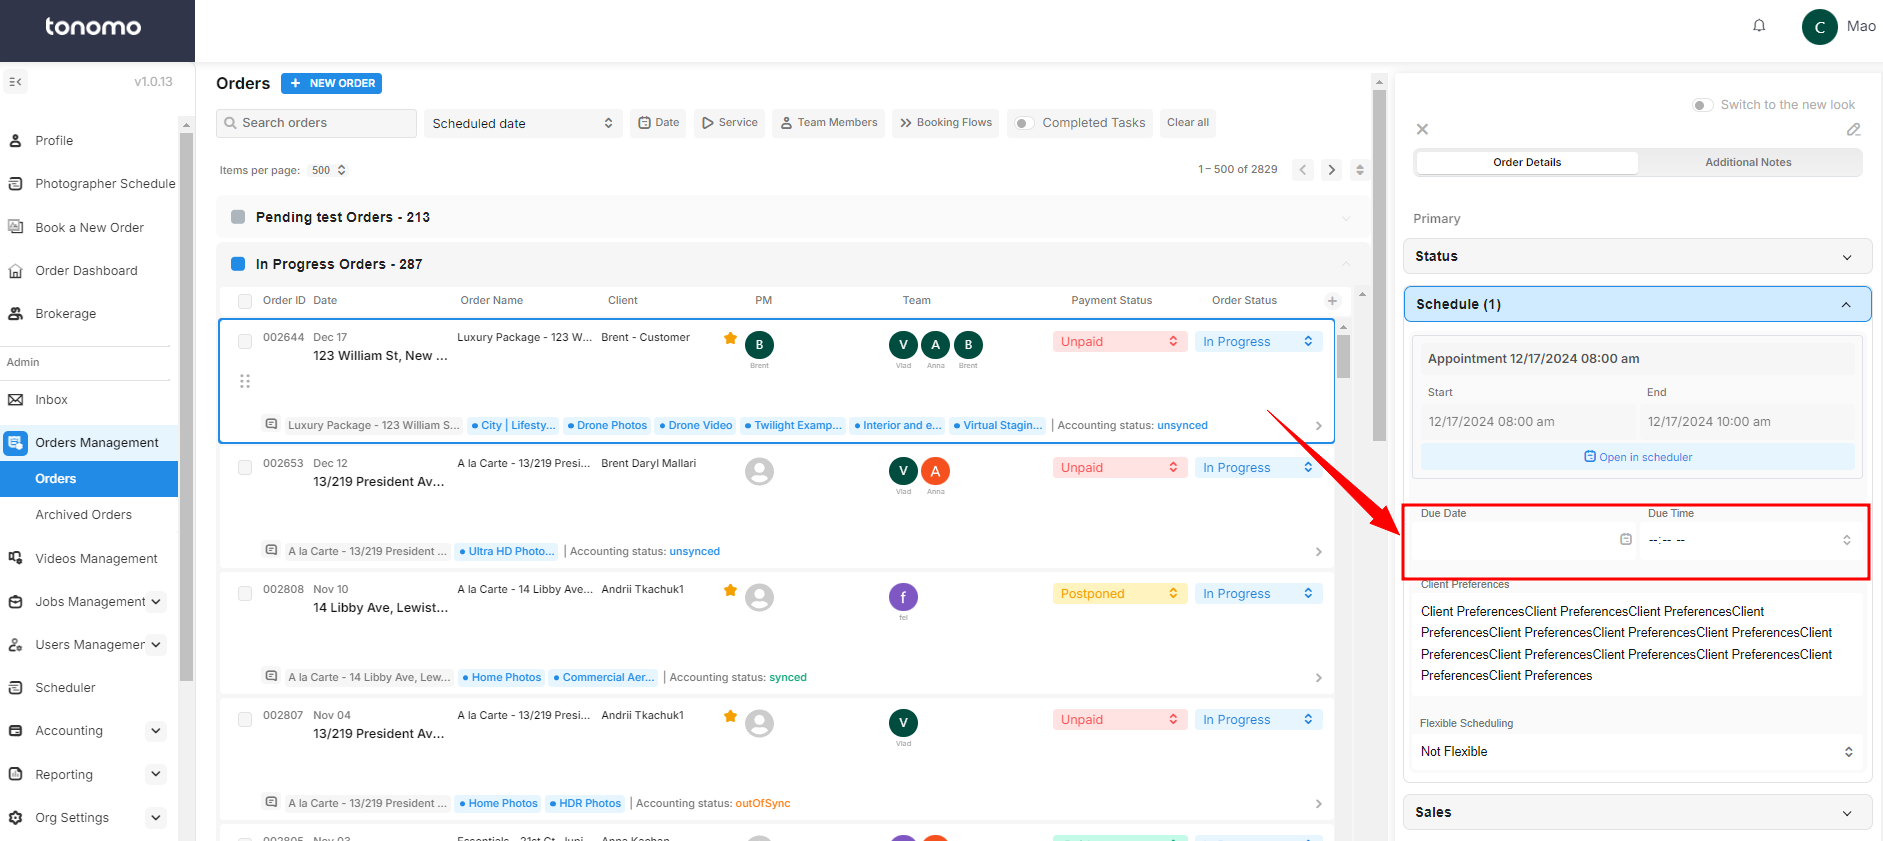 tonomo
C Mao
v1.0.13
Profile
Photographer Schedule
Book a New Order
Order Dashboard
Brokerage
Admin
Inbox
Orders Management
Orders
Archived Orders
Videos Management
Jobs Management
Users Managemen
Scheduler
Accounting
Reporting
Org Settings
Orders + NEW ORDER
Search orders Scheduled date Date Service Team Members Booking Flows Completed Tasks Clear all
Items per page: 500 1 – 500 of 2829
Pending test Orders - 213
In Progress Orders - 287
Order ID Date Order Name Client PM Team Payment Status Order Status +
002644 Dec 17 Luxury Package - 123 W... Brent - Customer B V A B Unpaid In Progress
123 William St, New ...
Brent Vlad Anna Brent
Luxury Package - 123 William S... • City | Lifesty... • Drone Photos • Drone Video • Twilight Examp... • Interior and e... • Virtual Stagin... | Accounting status: unsynced
002653 Dec 12 A la Carte - 13/219 Presi... Brent Daryl Mallari V A Unpaid In Progress
13/219 President Av...
Vlad Anna
A la Carte - 13/219 President ... • Ultra HD Photo... | Accounting status: unsynced
002808 Nov 10 A la Carte - 14 Libby Ave... Andrii Tkachuk1 f Postponed In Progress
14 Libby Ave, Lewist...
fel
A la Carte - 14 Libby Ave, Lew... • Home Photos • Commercial Aer... | Accounting status: synced
002807 Nov 04 A la Carte - 13/219 Presi... Andrii Tkachuk1 V Unpaid In Progress
13/219 President Av...
Vlad
A la Carte - 13/219 President ... • Home Photos • HDR Photos | Accounting status: outOfSync
Switch to the new look
Order Details Additional Notes
Primary
Status
Schedule (1)
Appointment 12/17/2024 08:00 am
Start End
12/17/2024 08:00 am 12/17/2024 10:00 am
Open in scheduler
Due Date Due Time
--:-- --
Client Preferences
Client PreferencesClient PreferencesClient PreferencesClient
PreferencesClient PreferencesClient PreferencesClient PreferencesClient
PreferencesClient PreferencesClient PreferencesClient PreferencesClient
PreferencesClient Preferences
Flexible Scheduling
Not Flexible
Sales